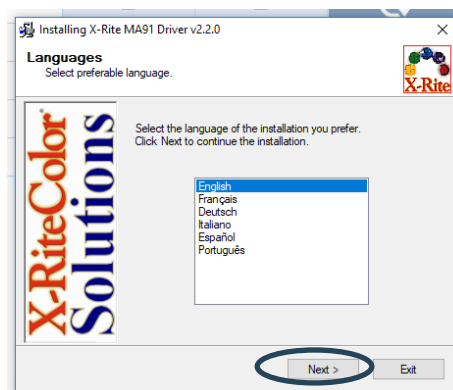 Installing X-Rite MA91 Driver v2.2.0
Languages
Select preferable language.
X-Rite
X-RiteColor
Solutions
Select the language of the installation you prefer.
Click Next to continue the installation.
English
Français
Deutsch
Italiano
Español
Português
Next >
Exit